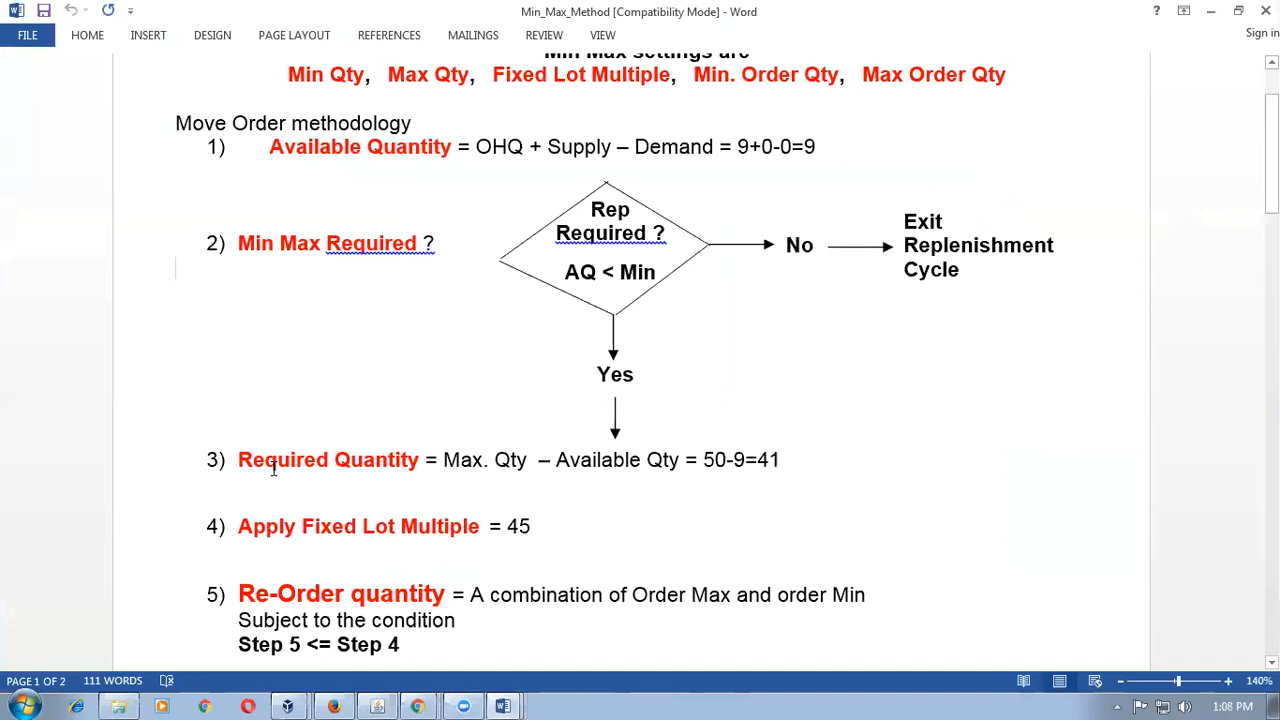 Min_Max_Method [Compatibility Mode] - Word
FILE HOME INSERT DESIGN PAGE LAYOUT REFERENCES MAILINGS REVIEW VIEW Sign in
Min Max settings are
Min Qty, Max Qty, Fixed Lot Multiple, Min. Order Qty, Max Order Qty
Move Order methodology
1) Available Quantity = OHQ + Supply – Demand = 9+0-0=9
2) Min Max Required ?
Rep
Required ?
AQ < Min
No
Exit
Replenishment
Cycle
Yes
3) Required Quantity = Max. Qty – Available Qty = 50-9=41
4) Apply Fixed Lot Multiple = 45
5) Re-Order quantity = A combination of Order Max and order Min
Subject to the condition
Step 5 <= Step 4
PAGE 1 OF 2 111 WORDS 140%
1:08 PM